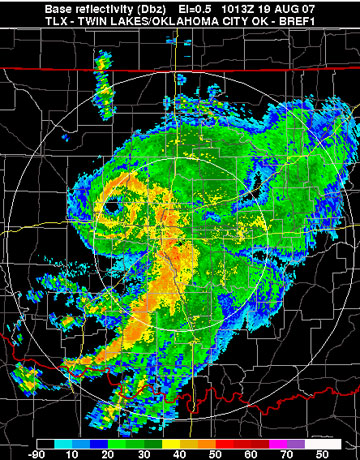 Base reflectivity (Dbz) El=0.5 1013Z 19 AUG 07
TLX - TWIN LAKES/OKLAHOMA CITY OK - BREF1
-90 10 20 30 40 60 70 50